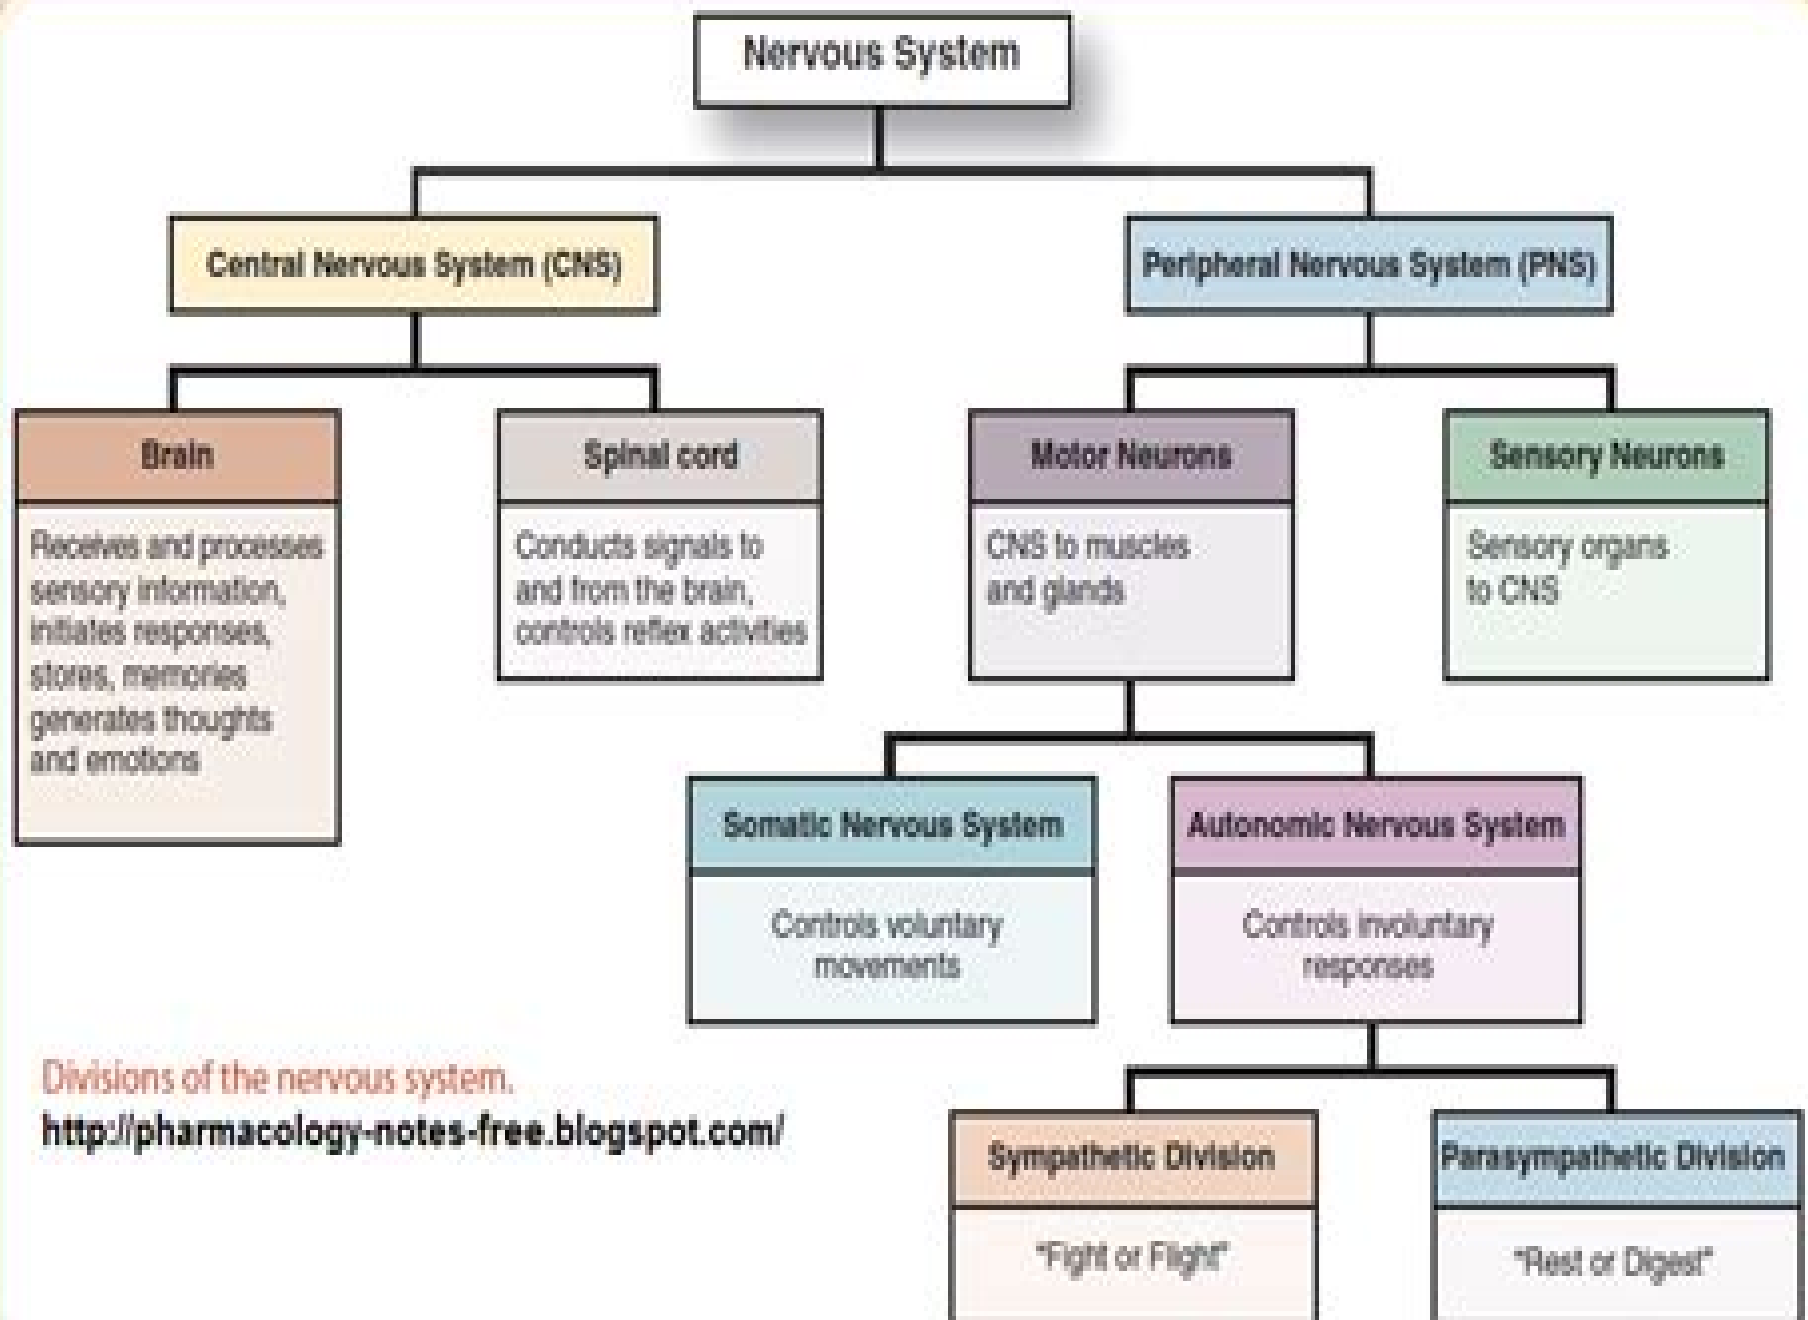 Nervous System
Central Nervous System (CNS)
Peripheral Nervous System (PNS)
Brain
Receives and processes
sensory information,
initiates responses,
stores, memories
generates thoughts
and emotions
Spinal cord
Conducts signals to
and from the brain,
controls reflex activities
Motor Neurons
CNS to muscles
and glands
Sensory Neurons
Sensory organs
to CNS
Somatic Nervous System
Controls voluntary
movements
Autonomic Nervous System
Controls involuntary
responses
Sympathetic Division
"Fight or Flight"
Parasympathetic Division
"Rest or Digest"
Divisions of the nervous system.
http://pharmacology-notes-free.blogspot.com/